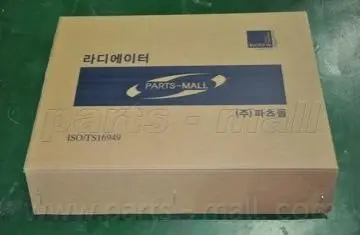 라디에이터
PARTS-MALL
(주)파츠몰
ISO/TS16949
parts - mall
www.parts-mall.com